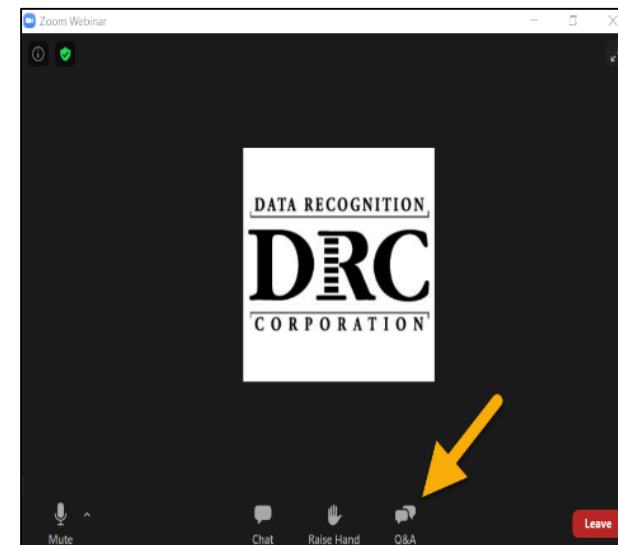 Zoom Webinar
DATA RECOGNITION
DRC
CORPORATION
Mute
Chat
Raise Hand
Q&A
Leave